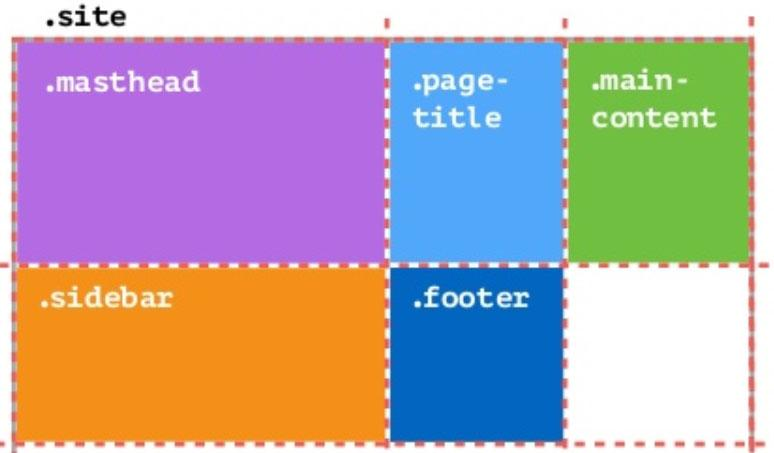 .site
.masthead
.page-
title
.main-
content
.sidebar
.footer